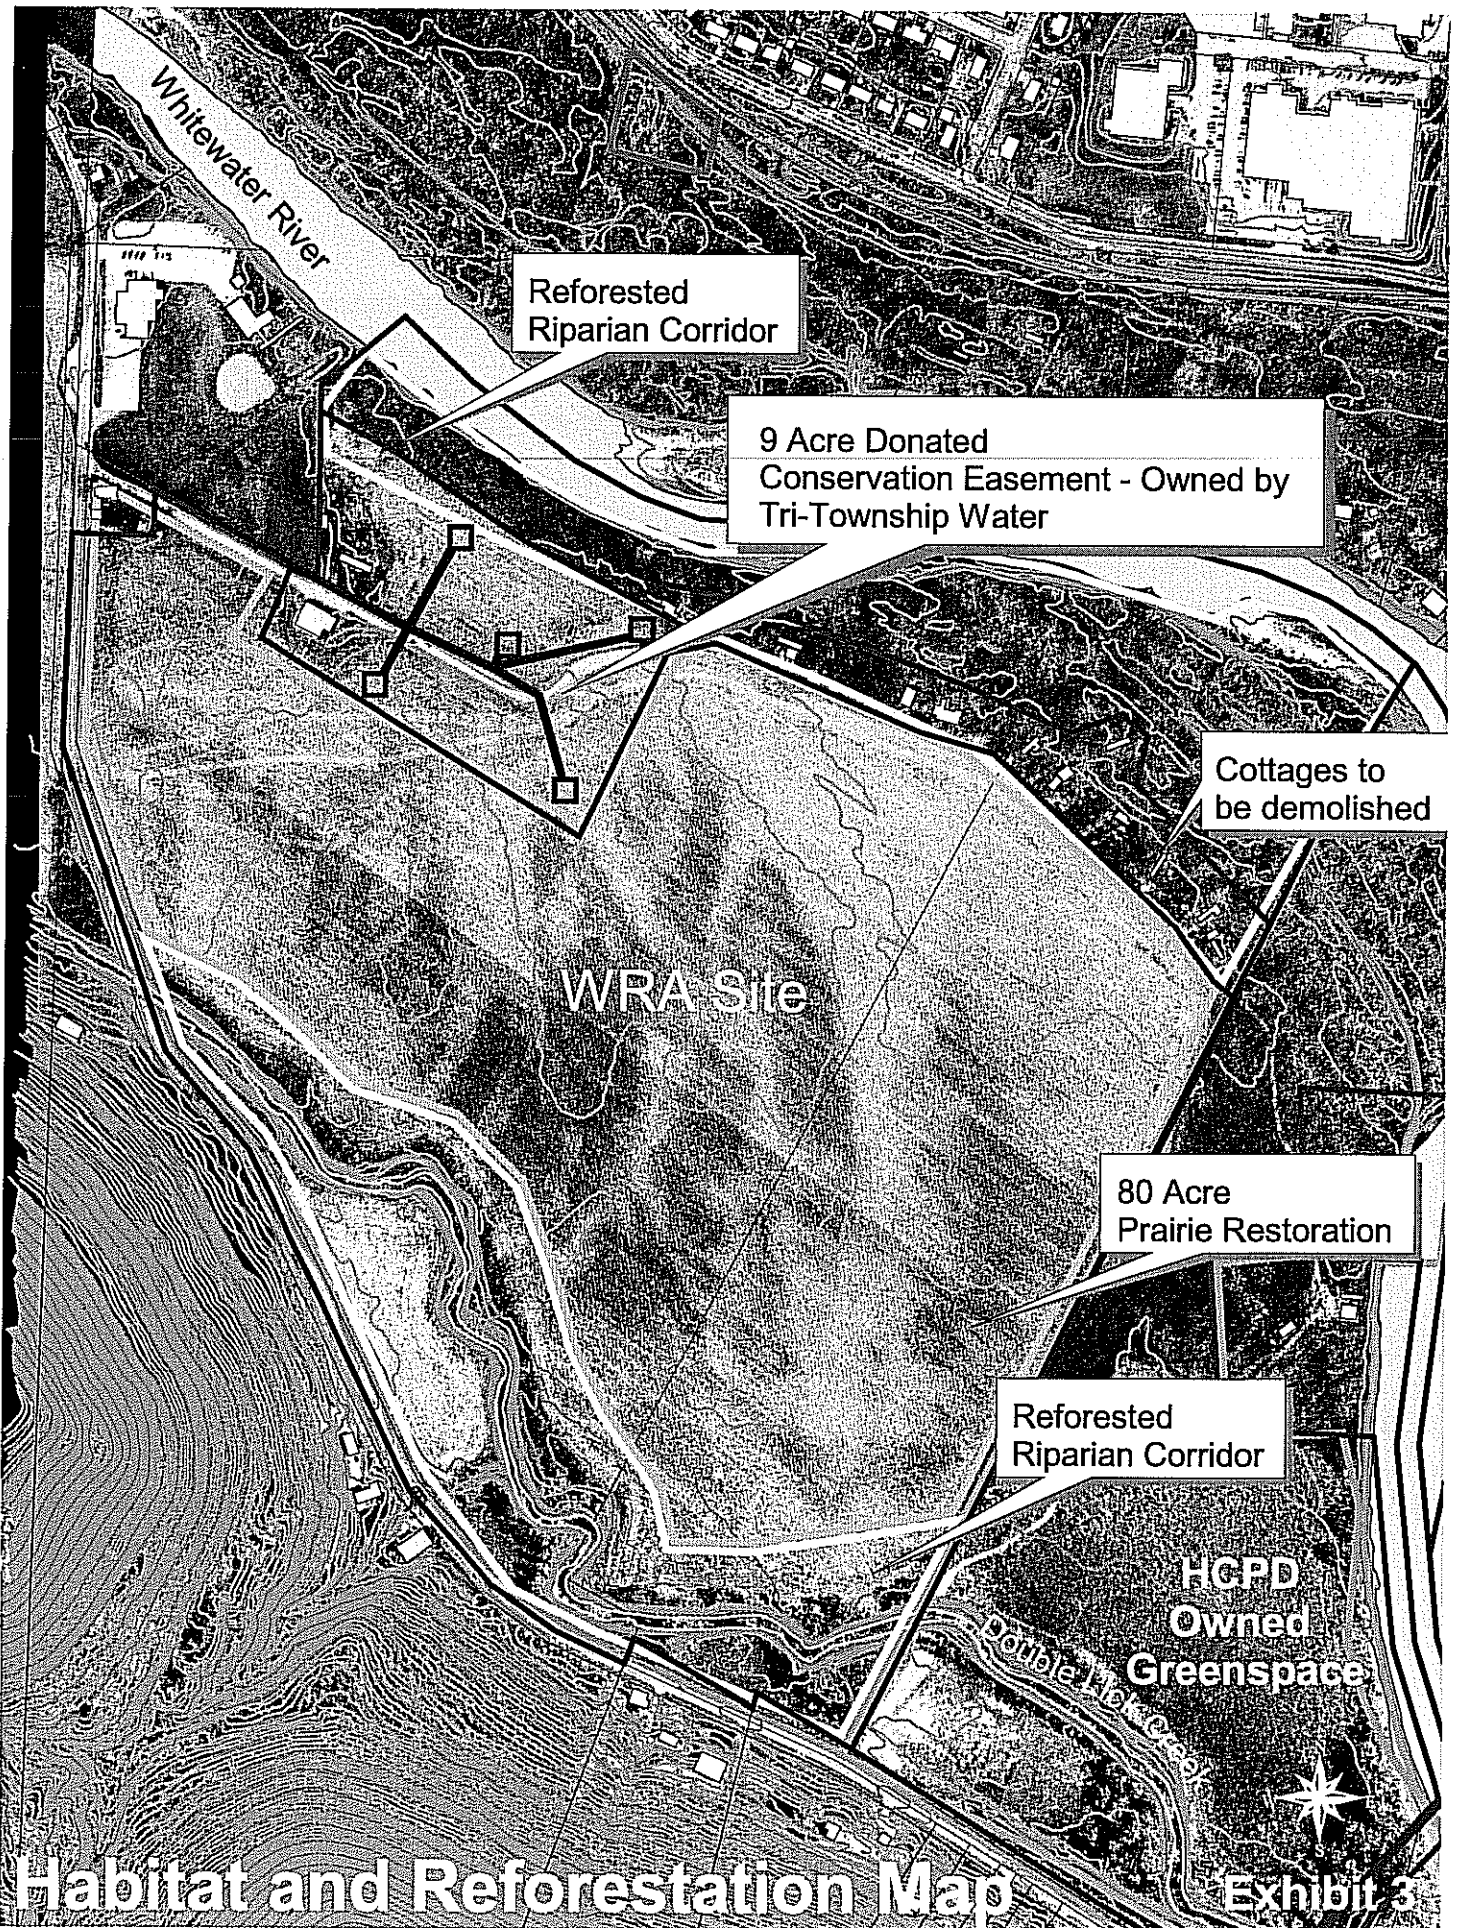 Whitewater River
Reforested
Riparian Corridor
9 Acre Donated
Conservation Easement - Owned by
Tri-Township Water
Cottages to
be demolished
WRA Site
80 Acre
Prairie Restoration
Reforested
Riparian Corridor
HCPD
Owned
Greenspace
Double Lick Creek
Habitat and Reforestation Map
Exhibit 3